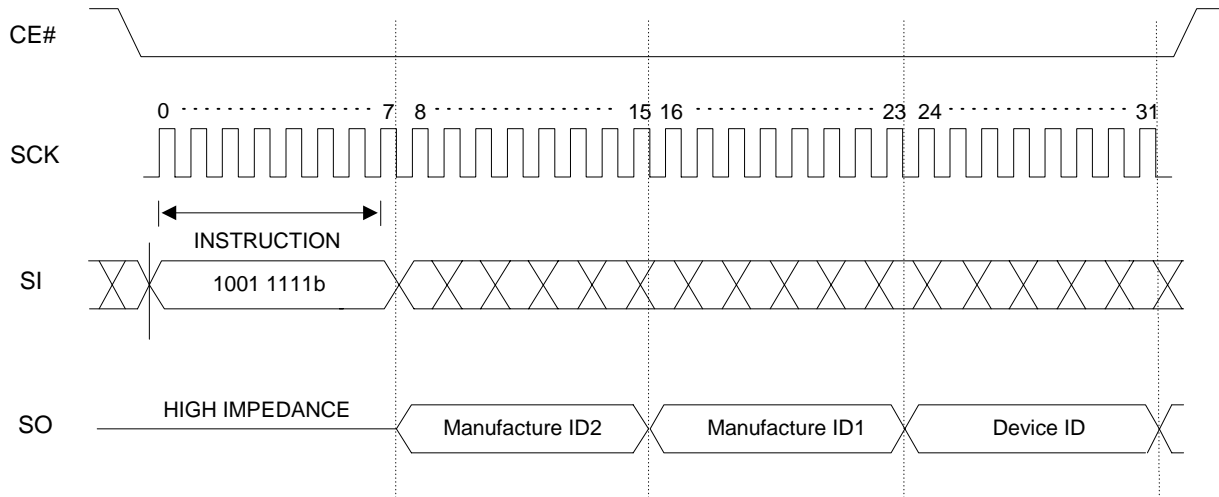 CE#
0 7 8 15 16 23 24 31
SCK
INSTRUCTION
SI 1001 1111b
HIGH IMPEDANCE
SO Manufacture ID2 Manufacture ID1 Device ID